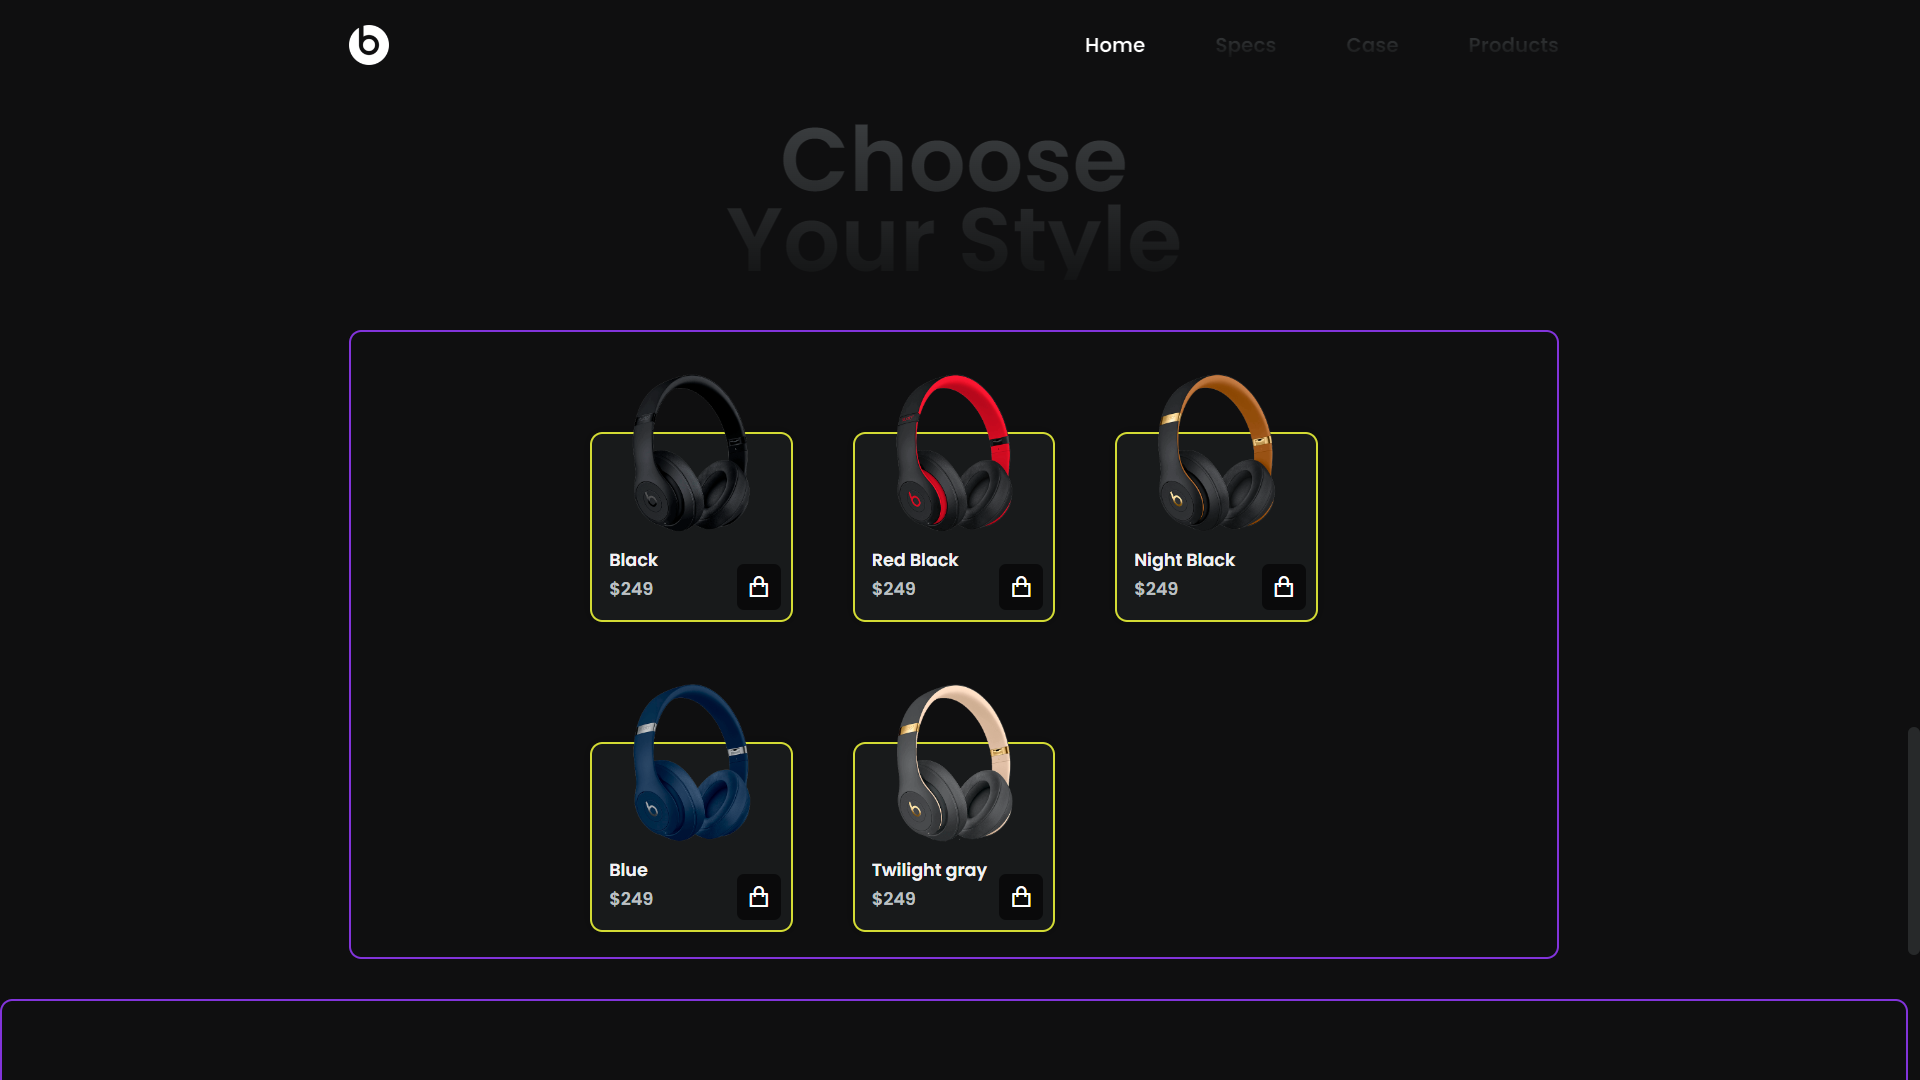 Home Specs Case Products
Choose
Your Style
Black
$249
Red Black
$249
Night Black
$249
Blue
$249
Twilight gray
$249